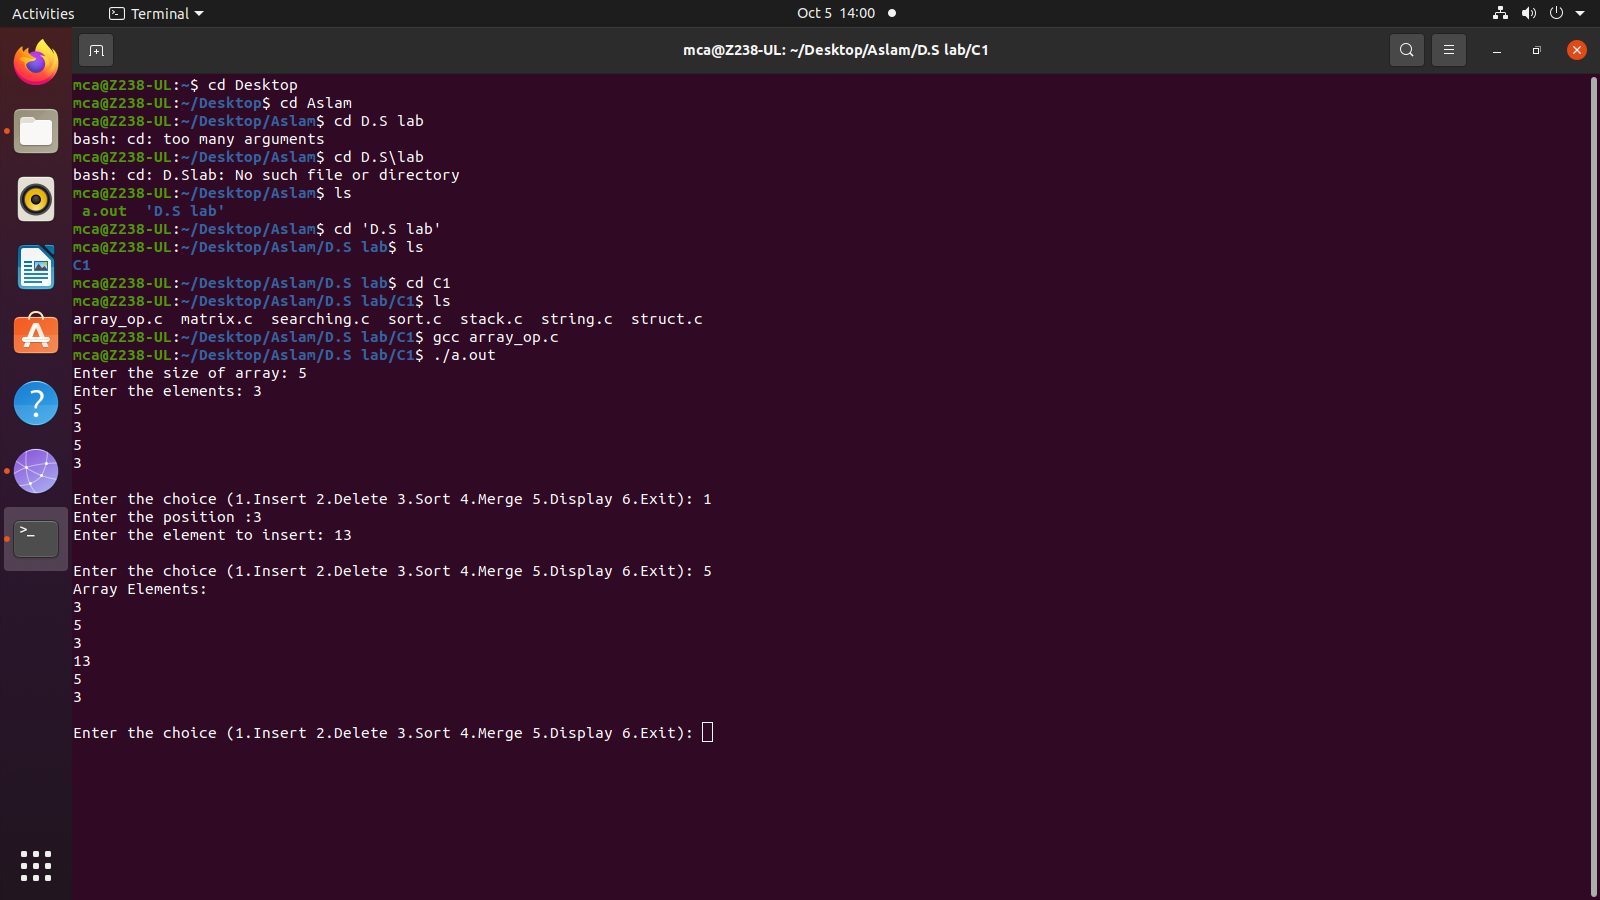 Activities Terminal Oct 5 14:00
mca@Z238-UL: ~/Desktop/Aslam/D.S lab/C1
mca@Z238-UL:~$ cd Desktop
mca@Z238-UL:~/Desktop$ cd Aslam
mca@Z238-UL:~/Desktop/Aslam$ cd D.S lab
bash: cd: too many arguments
mca@Z238-UL:~/Desktop/Aslam$ cd D.S\lab
bash: cd: D.Slab: No such file or directory
mca@Z238-UL:~/Desktop/Aslam$ ls
a.out 'D.S lab'
mca@Z238-UL:~/Desktop/Aslam$ cd 'D.S lab'
mca@Z238-UL:~/Desktop/Aslam/D.S lab$ ls
C1
mca@Z238-UL:~/Desktop/Aslam/D.S lab$ cd C1
mca@Z238-UL:~/Desktop/Aslam/D.S lab/C1$ ls
array_op.c matrix.c searching.c sort.c stack.c string.c struct.c
mca@Z238-UL:~/Desktop/Aslam/D.S lab/C1$ gcc array_op.c
mca@Z238-UL:~/Desktop/Aslam/D.S lab/C1$ ./a.out
Enter the size of array: 5
Enter the elements: 3
5
3
5
3
Enter the choice (1.Insert 2.Delete 3.Sort 4.Merge 5.Display 6.Exit): 1
Enter the position :3
Enter the element to insert: 13
Enter the choice (1.Insert 2.Delete 3.Sort 4.Merge 5.Display 6.Exit): 5
Array Elements:
3
5
3
13
5
3
Enter the choice (1.Insert 2.Delete 3.Sort 4.Merge 5.Display 6.Exit):